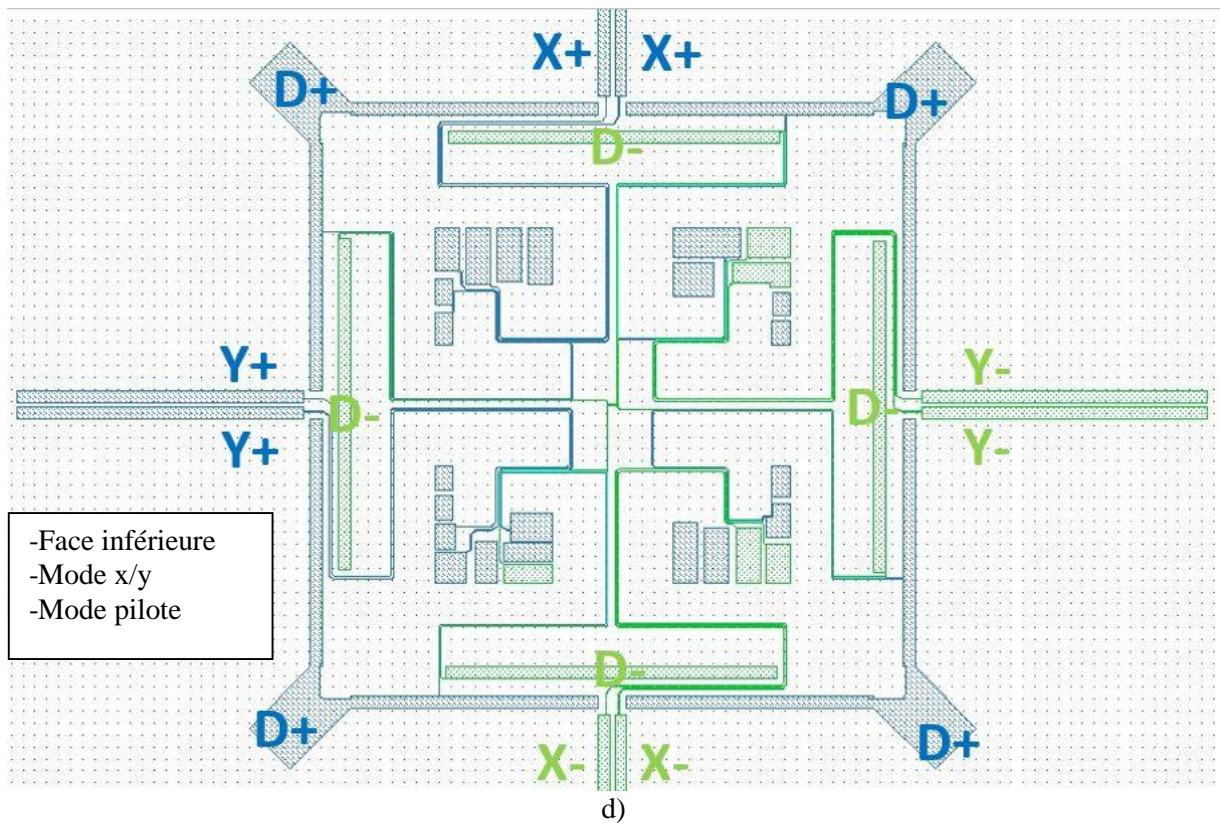 X+ X+
D+ D+
D-
Y+ Y-
D- D-
Y+ Y-
-Face inférieure
-Mode x/y
-Mode pilote
D-
D+ D+
X- X-
d)